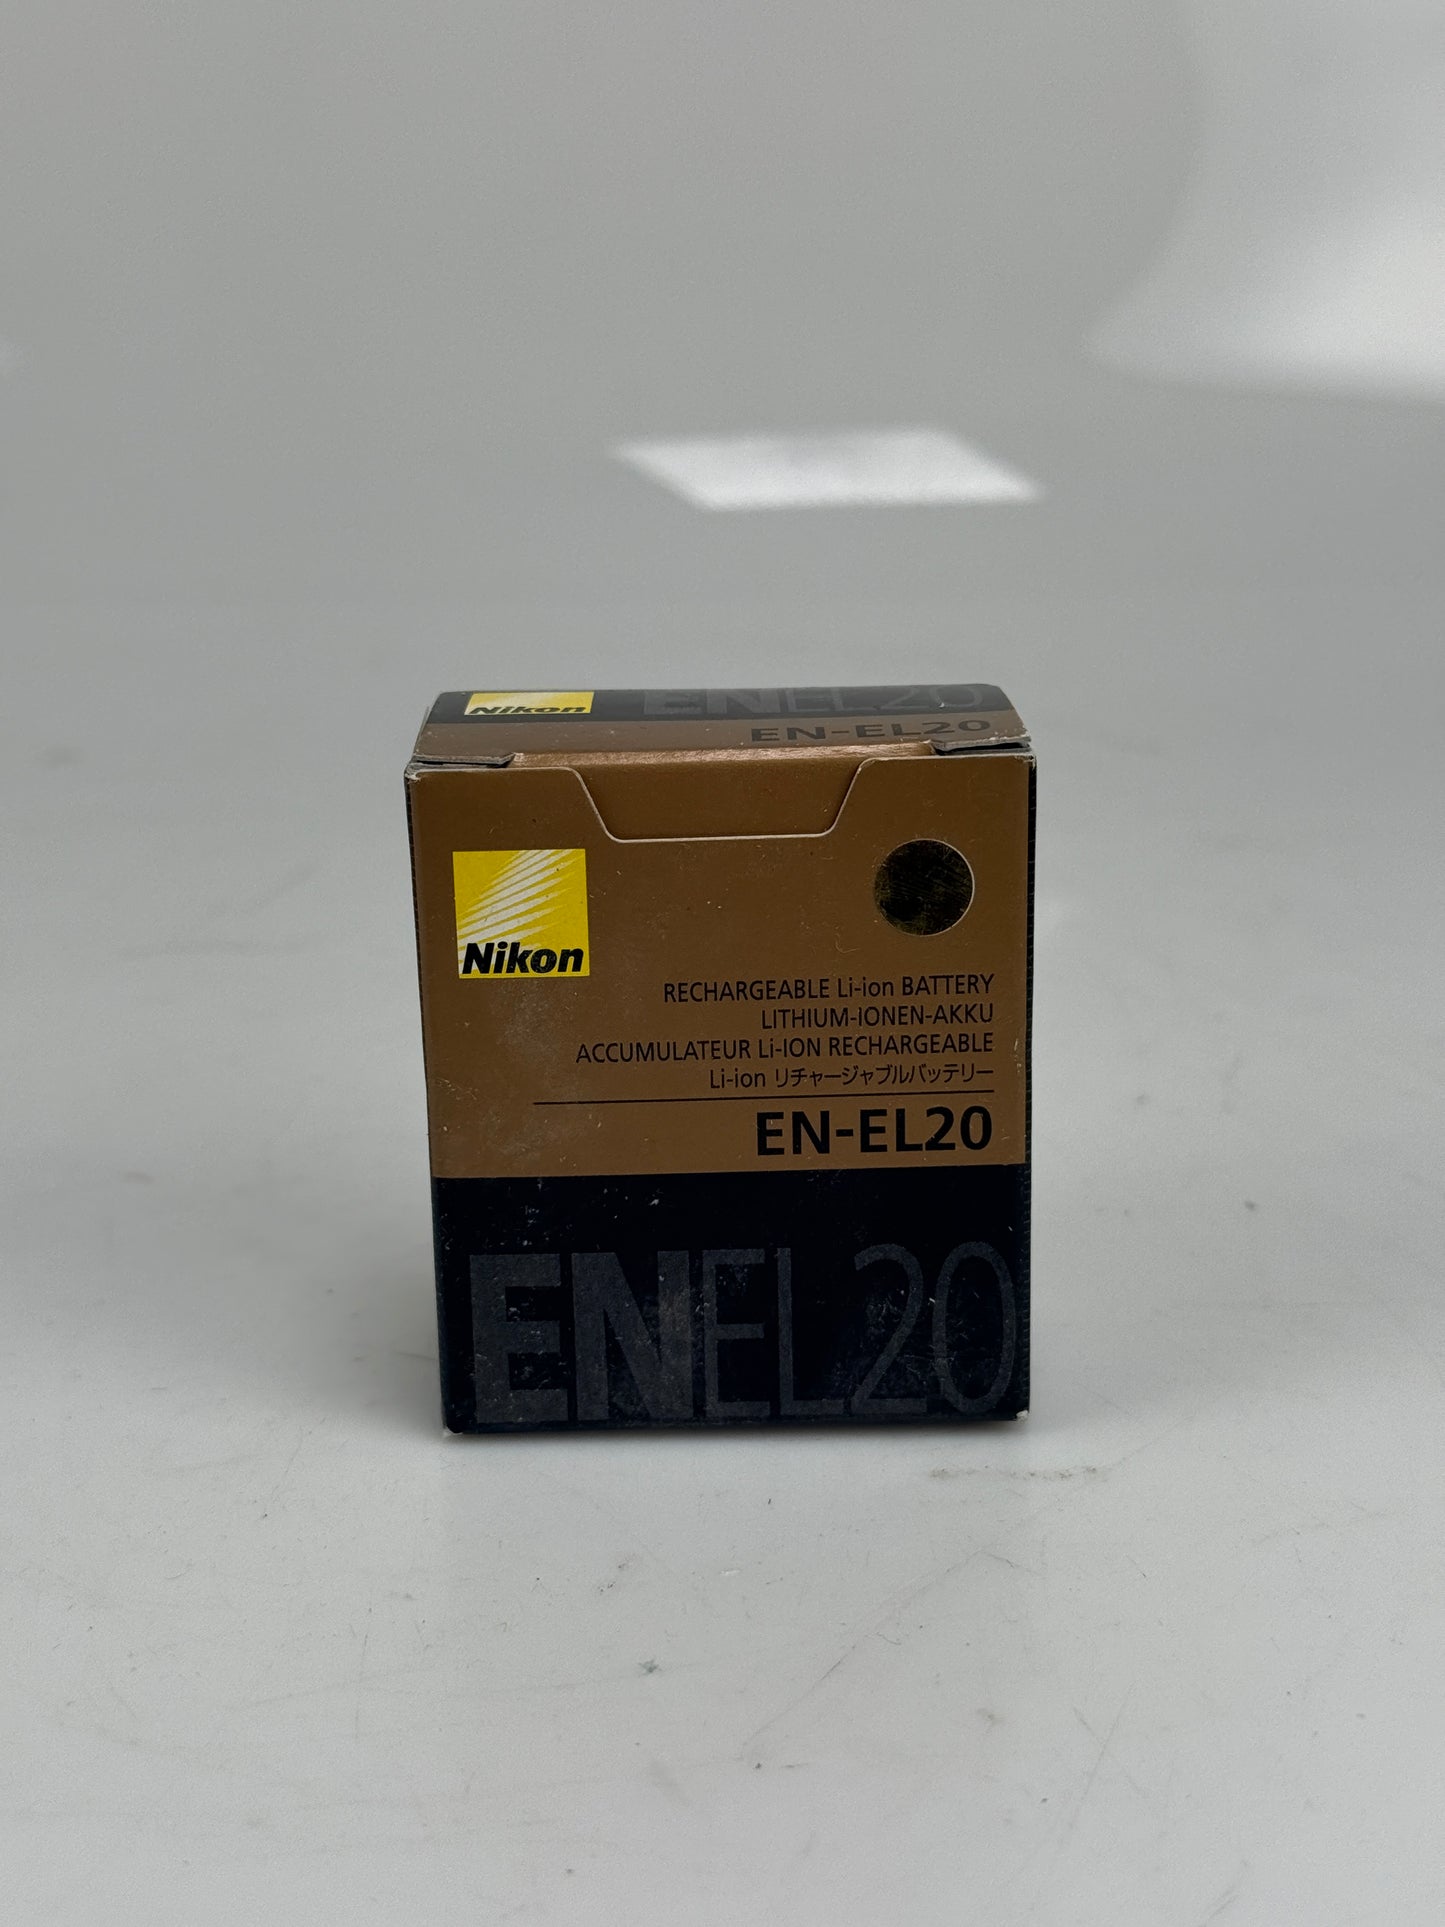 Nikon ENEL20
EN-EL20
Nikon
RECHARGEABLE Li-ion BATTERY
LITHIUM-IONEN-AKKU
ACCUMULATEUR Li-ION RECHARGEABLE
Li-ion リチャージャブルバッテリー
EN-EL20
ENEL20